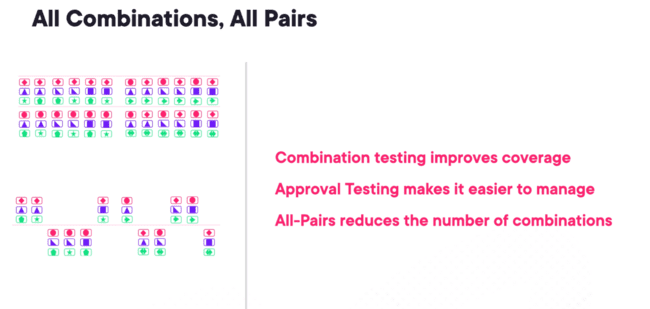 All Combinations, All Pairs
Combination testing improves coverage
Approval Testing makes it easier to manage
All-Pairs reduces the number of combinations